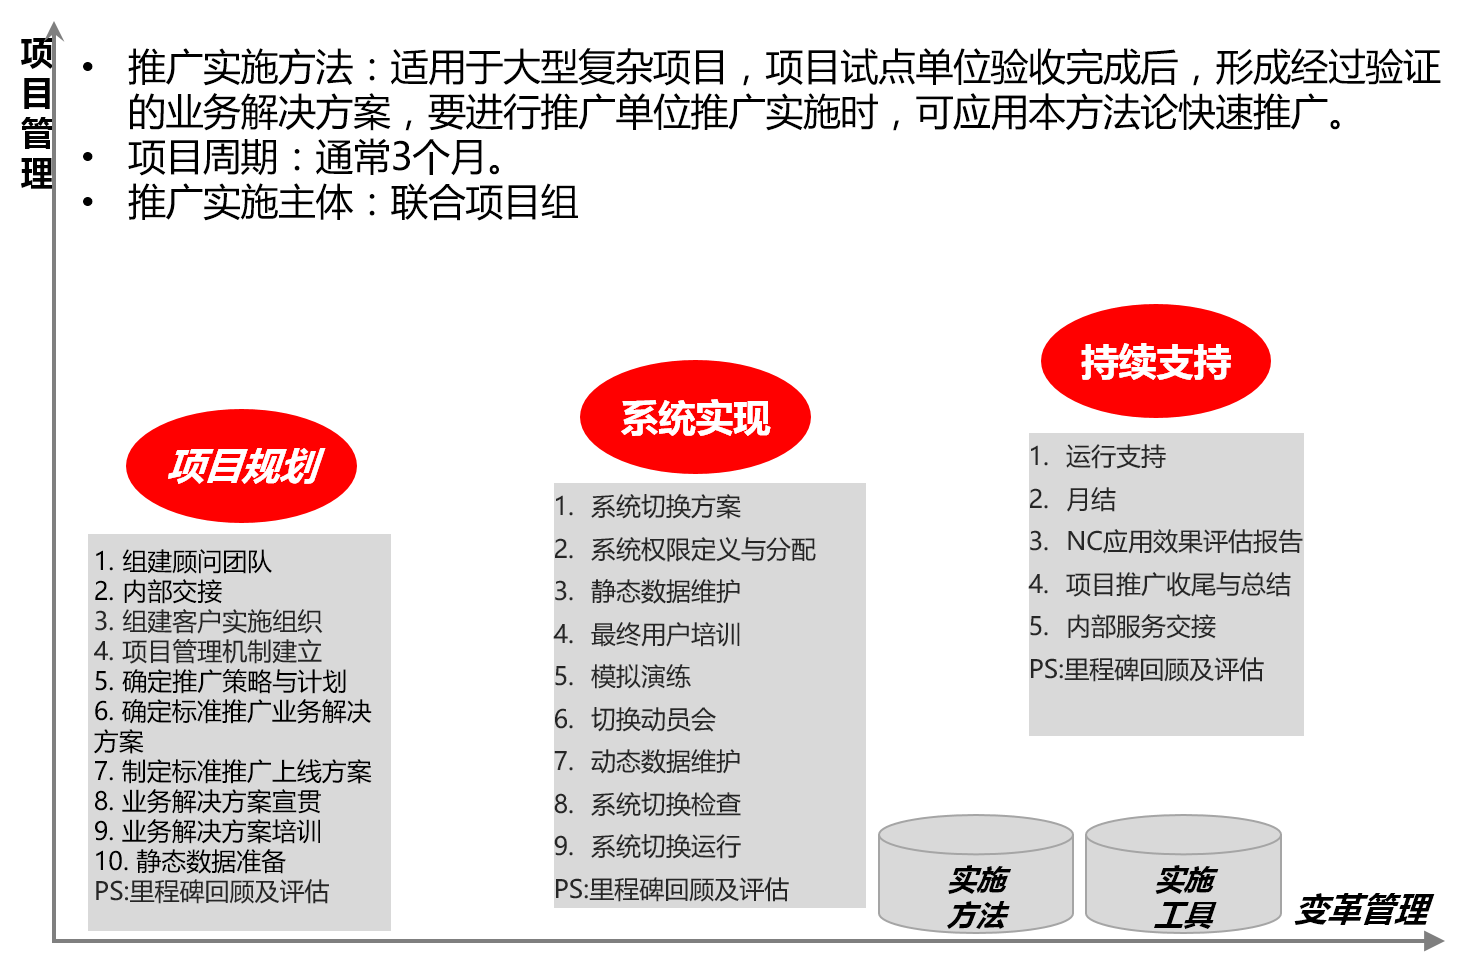 项目管理
• 推广实施方法：适用于大型复杂项目，项目试点单位验收完成后，形成经过验证
的业务解决方案，要进行推广单位推广实施时，可应用本方法论快速推广。
• 项目周期：通常3个月。
• 推广实施主体：联合项目组
项目规划
1. 组建顾问团队
2. 内部交接
3. 组建客户实施组织
4. 项目管理机制建立
5. 确定推广策略与计划
6. 确定标准推广业务解决
方案
7. 制定标准推广上线方案
8. 业务解决方案宣贯
9. 业务解决方案培训
10. 静态数据准备
PS:里程碑回顾及评估
系统实现
1. 系统切换方案
2. 系统权限定义与分配
3. 静态数据维护
4. 最终用户培训
5. 模拟演练
6. 切换动员会
7. 动态数据维护
8. 系统切换检查
9. 系统切换运行
PS:里程碑回顾及评估
持续支持
1. 运行支持
2. 月结
3. NC应用效果评估报告
4. 项目推广收尾与总结
5. 内部服务交接
PS:里程碑回顾及评估
实施
方法
实施
工具
变革管理